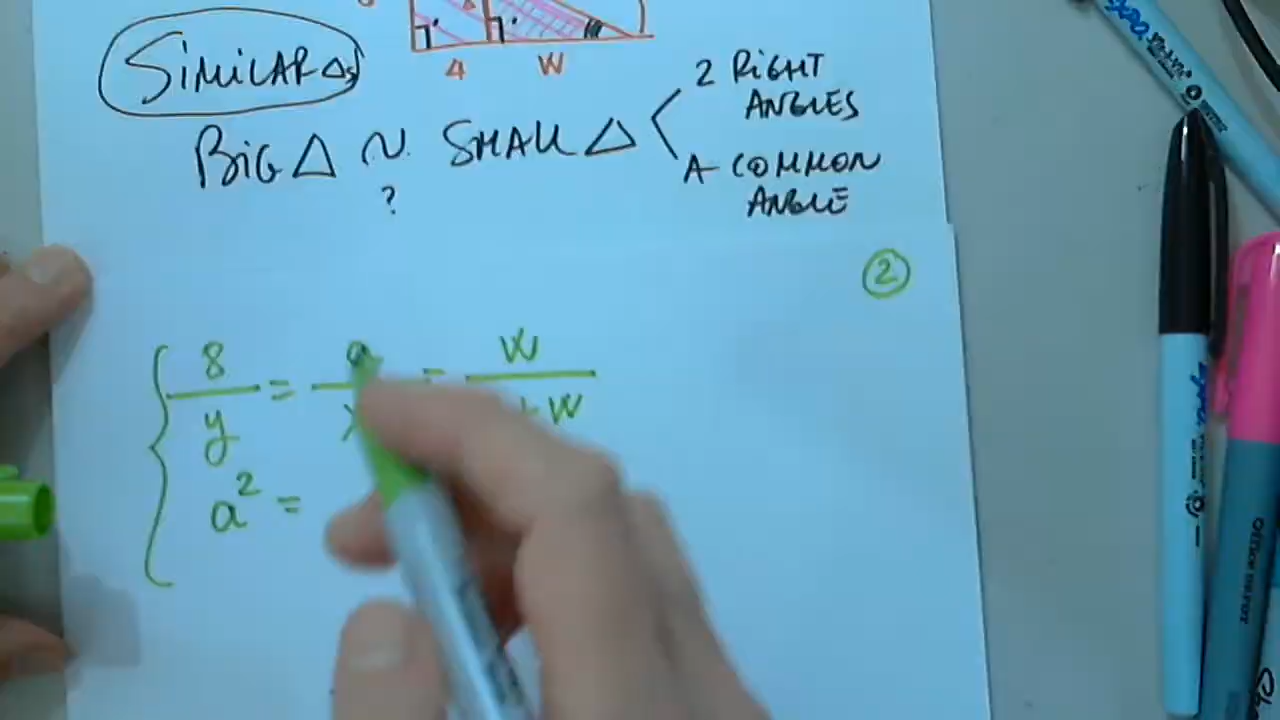 4 W
SIMILAR △s
2 RIGHT
ANGLES
BIG △ ~ SMALL △
?
A COMMON
ANGLE
2
8 = a = W
y + W
a² =